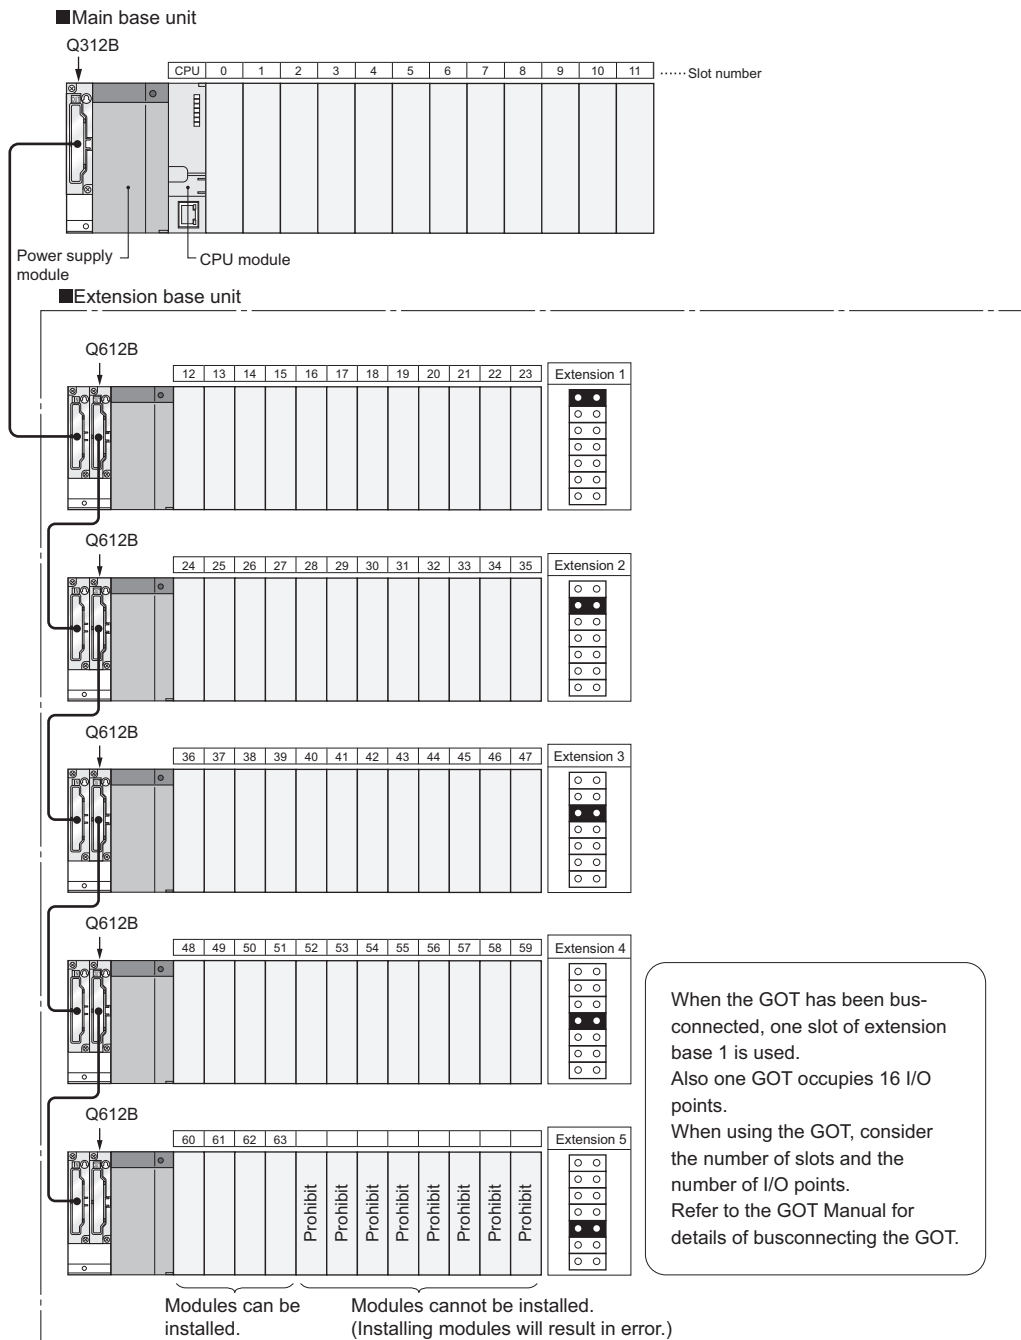 ■Main base unit
Q312B
CPU 0 1 2 3 4 5 6 7 8 9 10 11 ······Slot number
Power supply
module
CPU module
■Extension base unit
Q612B
12 13 14 15 16 17 18 19 20 21 22 23
Extension 1
Q612B
24 25 26 27 28 29 30 31 32 33 34 35
Extension 2
Q612B
36 37 38 39 40 41 42 43 44 45 46 47
Extension 3
Q612B
48 49 50 51 52 53 54 55 56 57 58 59
Extension 4
When the GOT has been bus-
connected, one slot of extension
base 1 is used.
Also one GOT occupies 16 I/O
points.
When using the GOT, consider
the number of slots and the
number of I/O points.
Refer to the GOT Manual for
details of busconnecting the GOT.
Q612B
60 61 62 63
Extension 5
Prohibit Prohibit Prohibit Prohibit Prohibit Prohibit Prohibit Prohibit
Modules can be
installed.
Modules cannot be installed.
(Installing modules will result in error.)